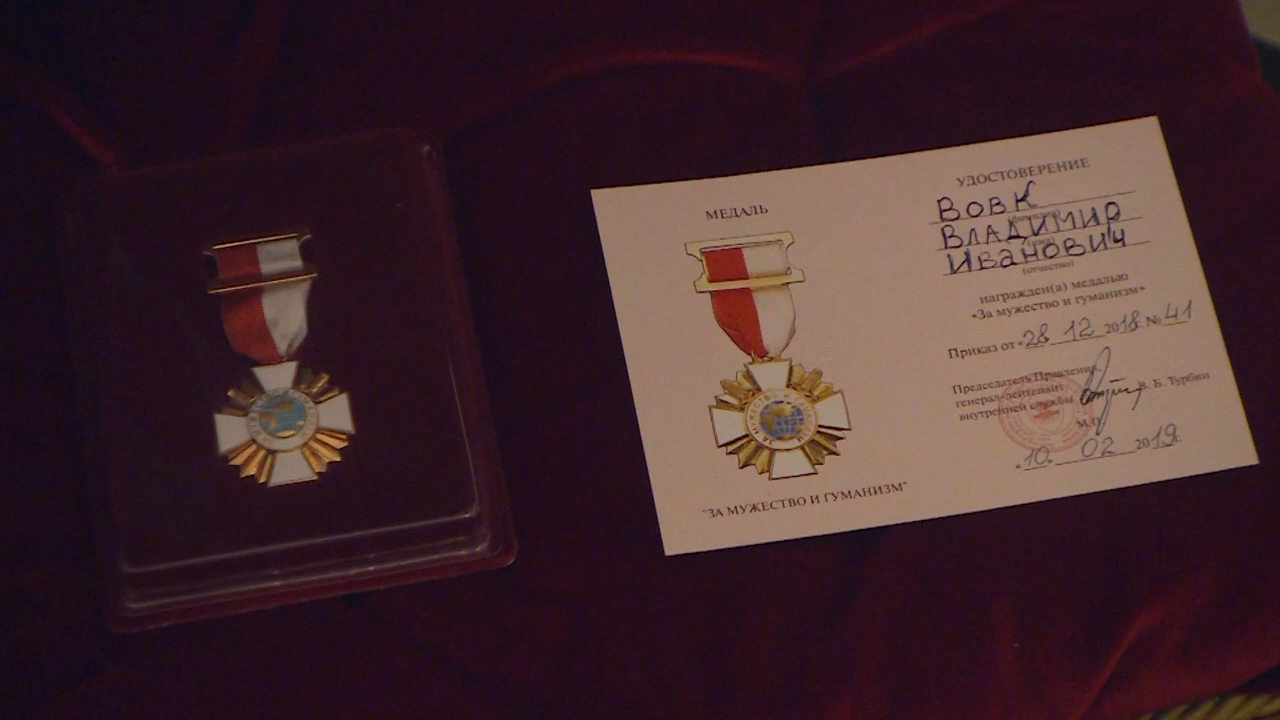 МЕДАЛЬ
"ЗА МУЖЕСТВО И ГУМАНИЗМ"
УДОСТОВЕРЕНИЕ
ВОВК
ВЛАДИМИР
ИВАНОВИЧ
(отчество)
награжден(а) медалью
«За мужество и гуманизм»
Приказ от «28» 12 2018г. № 41
Председатель Правления,
генерал-лейтенант
внутренней службы В. Б. Турбин
М.П.
«10» 02 2019г.